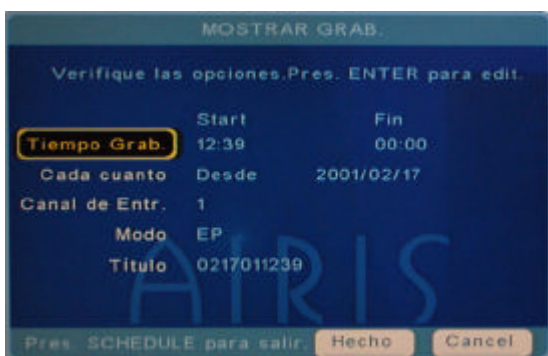 MOSTRAR GRAB.
Verifique las opciones.Pres. ENTER para edit.
Start Fin
Tiempo Grab. 12:39 00:00
Cada cuanto Desde 2001/02/17
Canal de Entr. 1
Modo EP
Titulo 0217011239
AIRIS
Pres. SCHEDULE para salir. Hecho Cancel